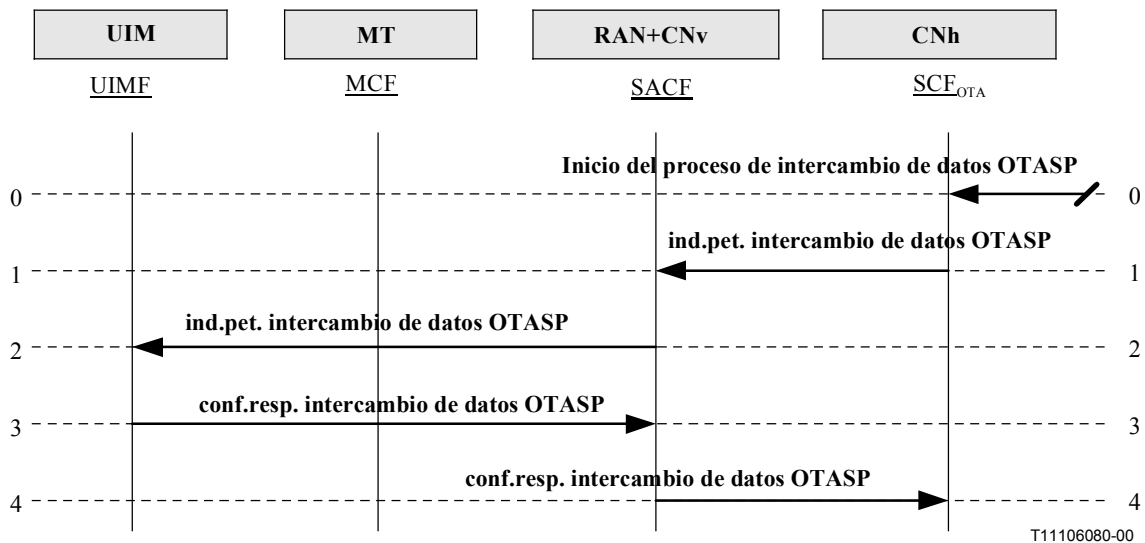 UIM MT RAN+CNv CNh
UIMF MCF SACF SCF OTA
Inicio del proceso de intercambio de datos OTASP
0 0
ind.pet. intercambio de datos OTASP
1 1
ind.pet. intercambio de datos OTASP
2 2
conf.resp. intercambio de datos OTASP
3 3
conf.resp. intercambio de datos OTASP
4 4
T11106080-00